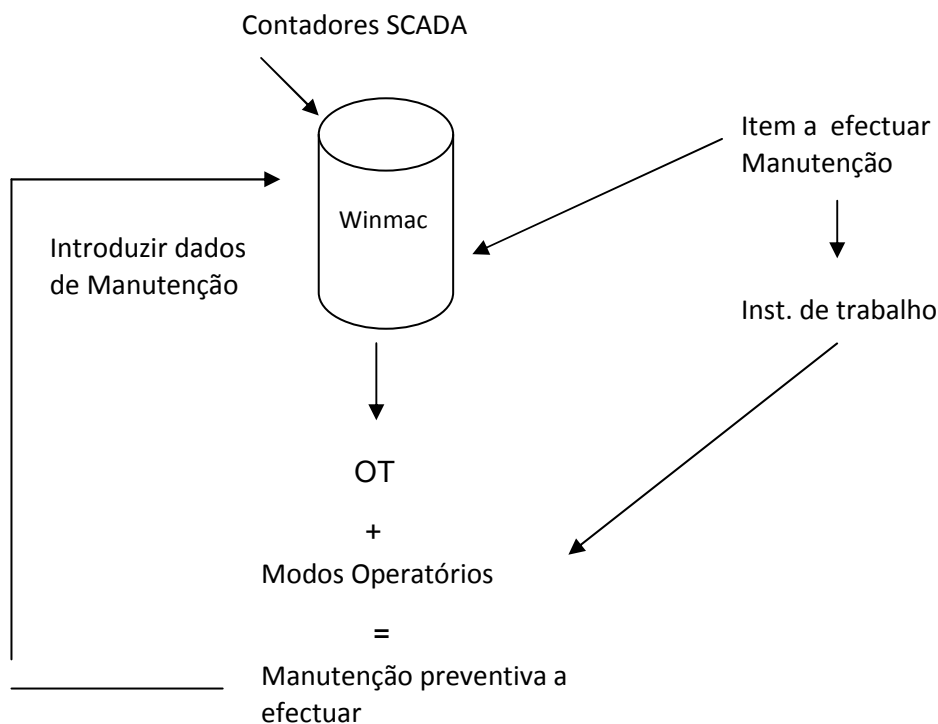 Contadores SCADA
Item a efectuar
Manutenção
Winmac
Introduzir dados
de Manutenção
Inst. de trabalho
OT
+
Modos Operatórios
=
Manutenção preventiva a
efectuar